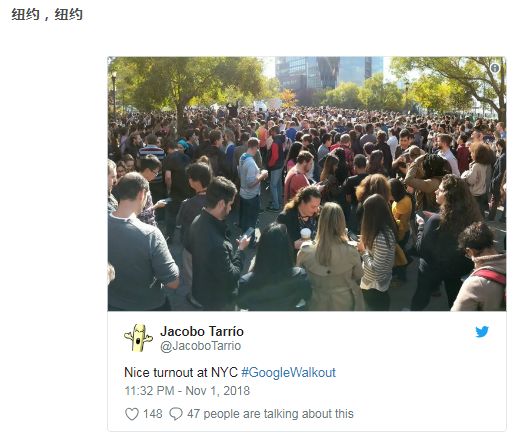 纽约，纽约
Jacobo Tarrío
@JacoboTarrio
Nice turnout at NYC #GoogleWalkout
11:32 PM - Nov 1, 2018
148 47 people are talking about this